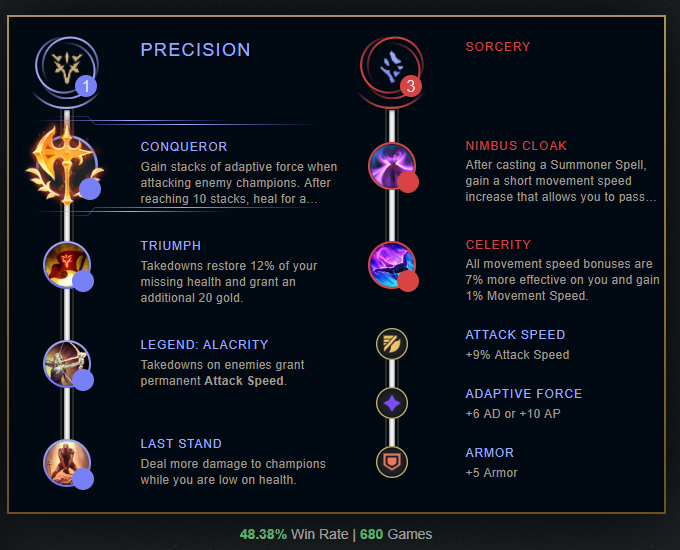 PRECISION
1
CONQUEROR
Gain stacks of adaptive force when
attacking enemy champions. After
reaching 10 stacks, heal for a...
TRIUMPH
Takedowns restore 12% of your
missing health and grant an
additional 20 gold.
LEGEND: ALACRITY
Takedowns on enemies grant
permanent Attack Speed.
LAST STAND
Deal more damage to champions
while you are low on health.
SORCERY
3
NIMBUS CLOAK
After casting a Summoner Spell,
gain a short movement speed
increase that allows you to pass...
CELERITY
All movement speed bonuses are
7% more effective on you and gain
1% Movement Speed.
ATTACK SPEED
+9% Attack Speed
ADAPTIVE FORCE
+6 AD or +10 AP
ARMOR
+5 Armor
48.38% Win Rate | 680 Games